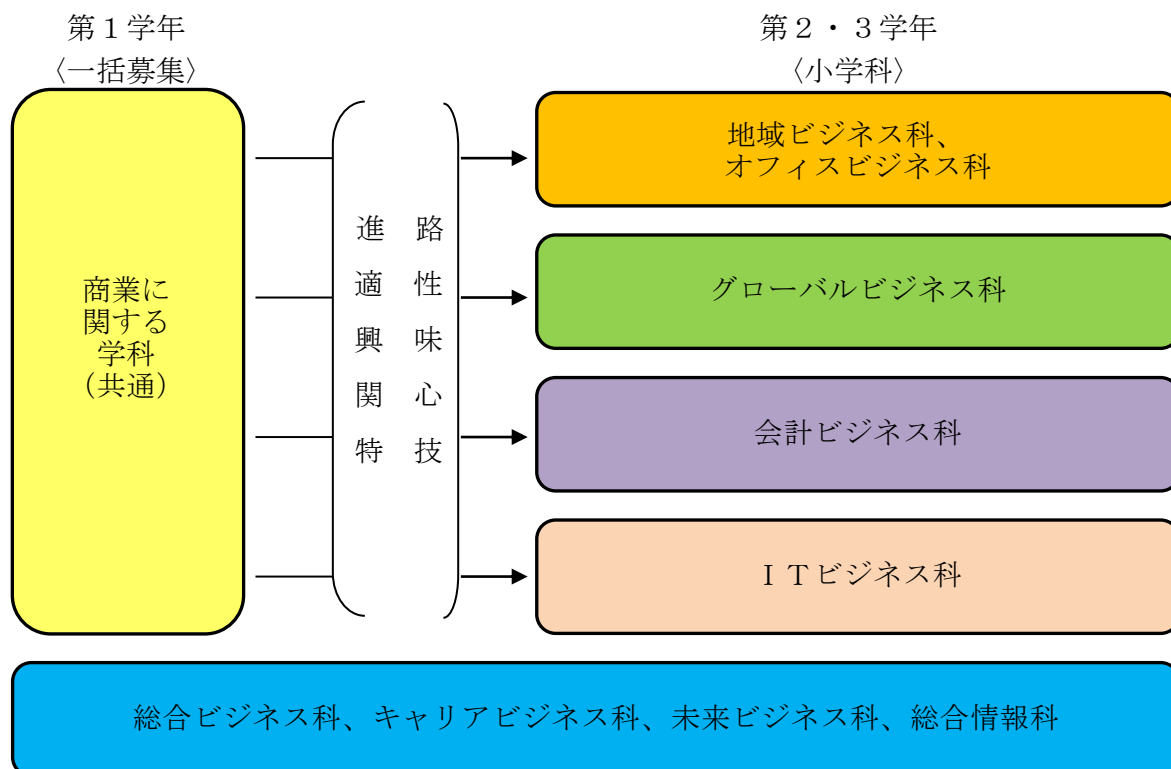 第１学年
〈一括募集〉
第２・３学年
〈小学科〉
商業に
関する
学科
（共通）
進　路
適　性
興　味
関　心
特　技
地域ビジネス科、
オフィスビジネス科
グローバルビジネス科
会計ビジネス科
ＩＴビジネス科
総合ビジネス科、キャリアビジネス科、未来ビジネス科、総合情報科